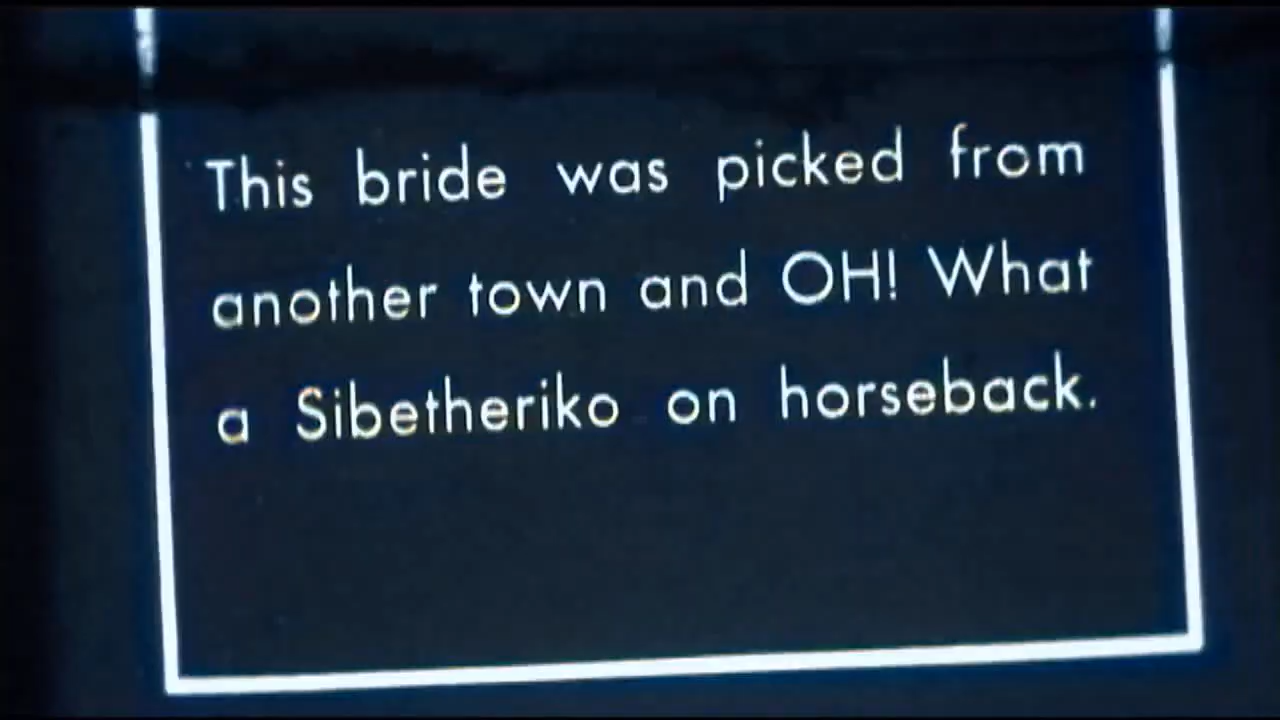 This bride was picked from
another town and OH! What
a Sibetheriko on horseback.